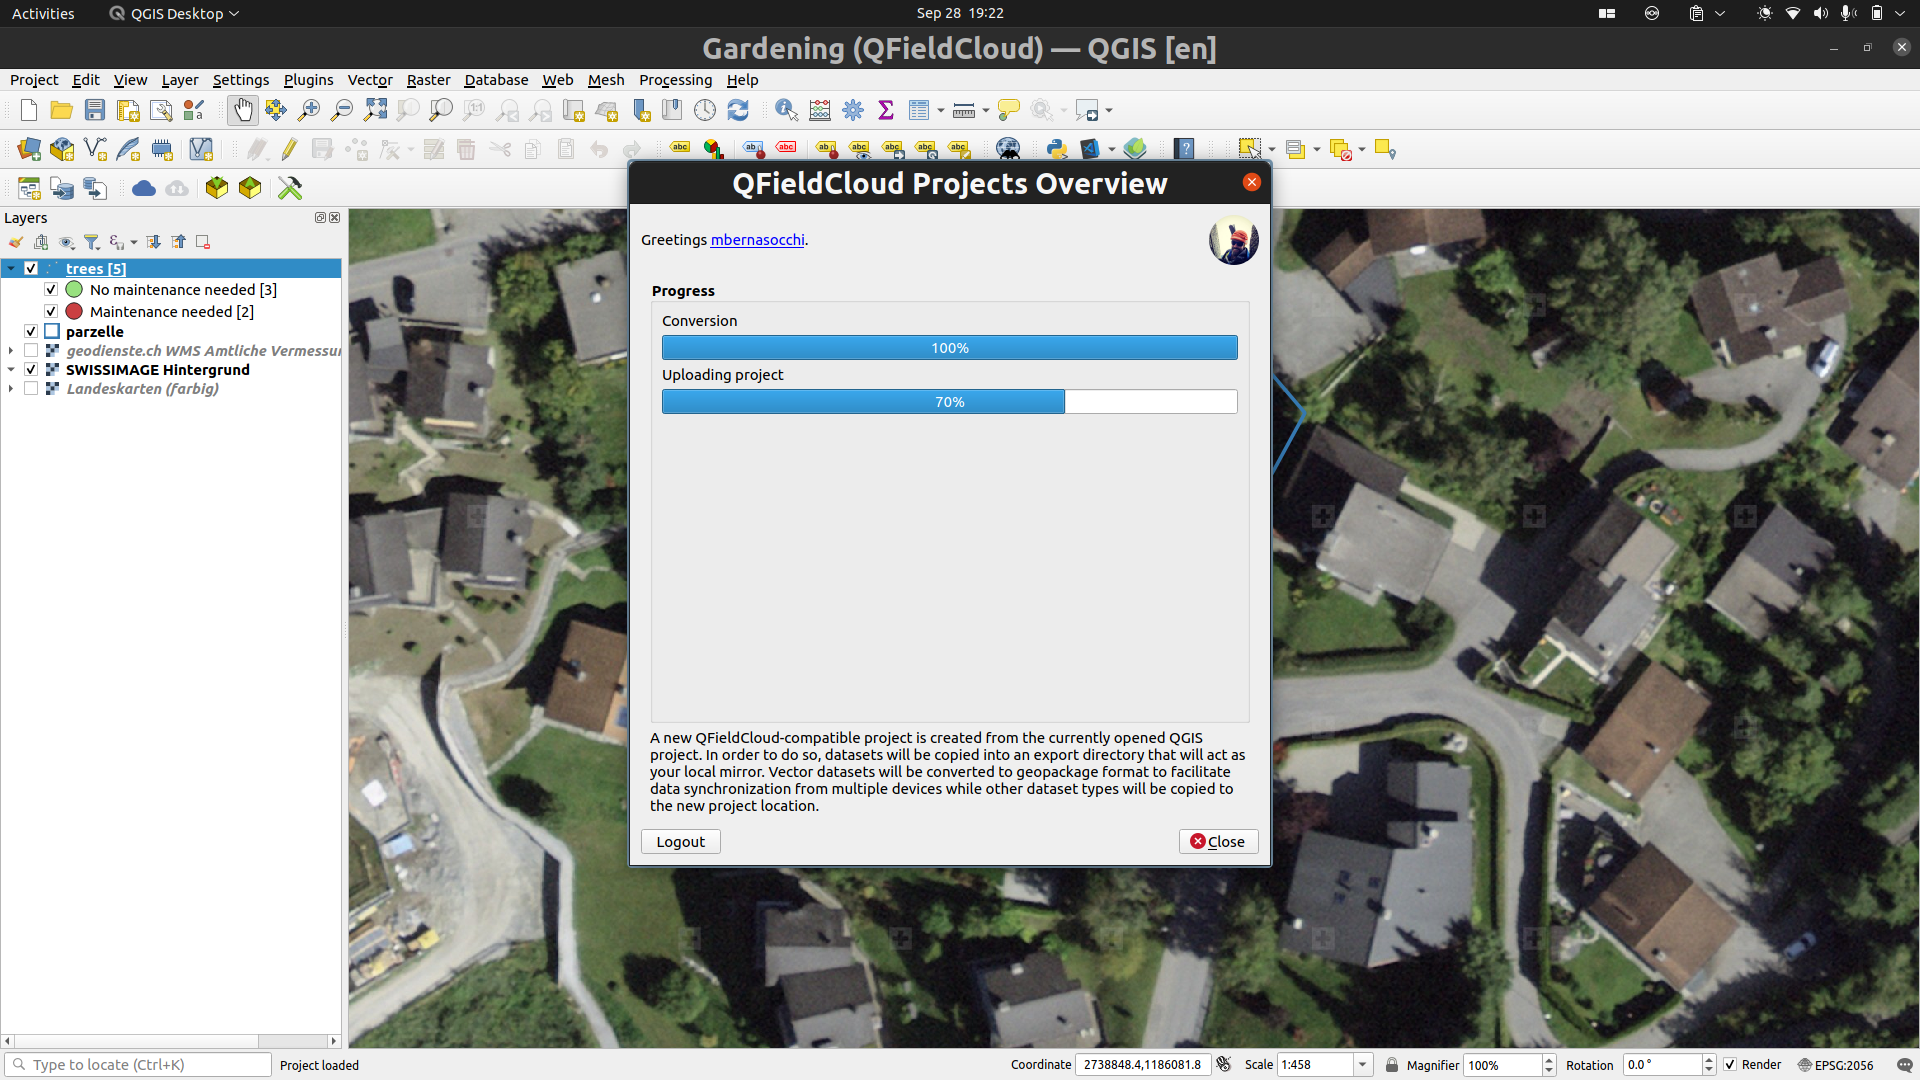 Activities
QGIS Desktop
Sep 28 19:22
Gardening (QFieldCloud) — QGIS [en]
Project Edit View Layer Settings Plugins Vector Raster Database Web Mesh Processing Help
Layers
trees [5]
No maintenance needed [3]
Maintenance needed [2]
parzelle
geodienste.ch WMS Amtliche Vermessu
SWISSIMAGE Hintergrund
Landeskarten (farbig)
QFieldCloud Projects Overview
Greetings mbernasocchi.
Progress
Conversion
100%
Uploading project
70%
A new QFieldCloud-compatible project is created from the currently opened QGIS
project. In order to do so, datasets will be copied into an export directory that will act as
your local mirror. Vector datasets will be converted to geopackage format to facilitate
data synchronization from multiple devices while other dataset types will be copied to
the new project location.
Logout
Close
Type to locate (Ctrl+K)
Project loaded
Coordinate 2738848.4,1186081.8
Scale 1:458
Magnifier 100%
Rotation 0.0 °
Render
EPSG:2056